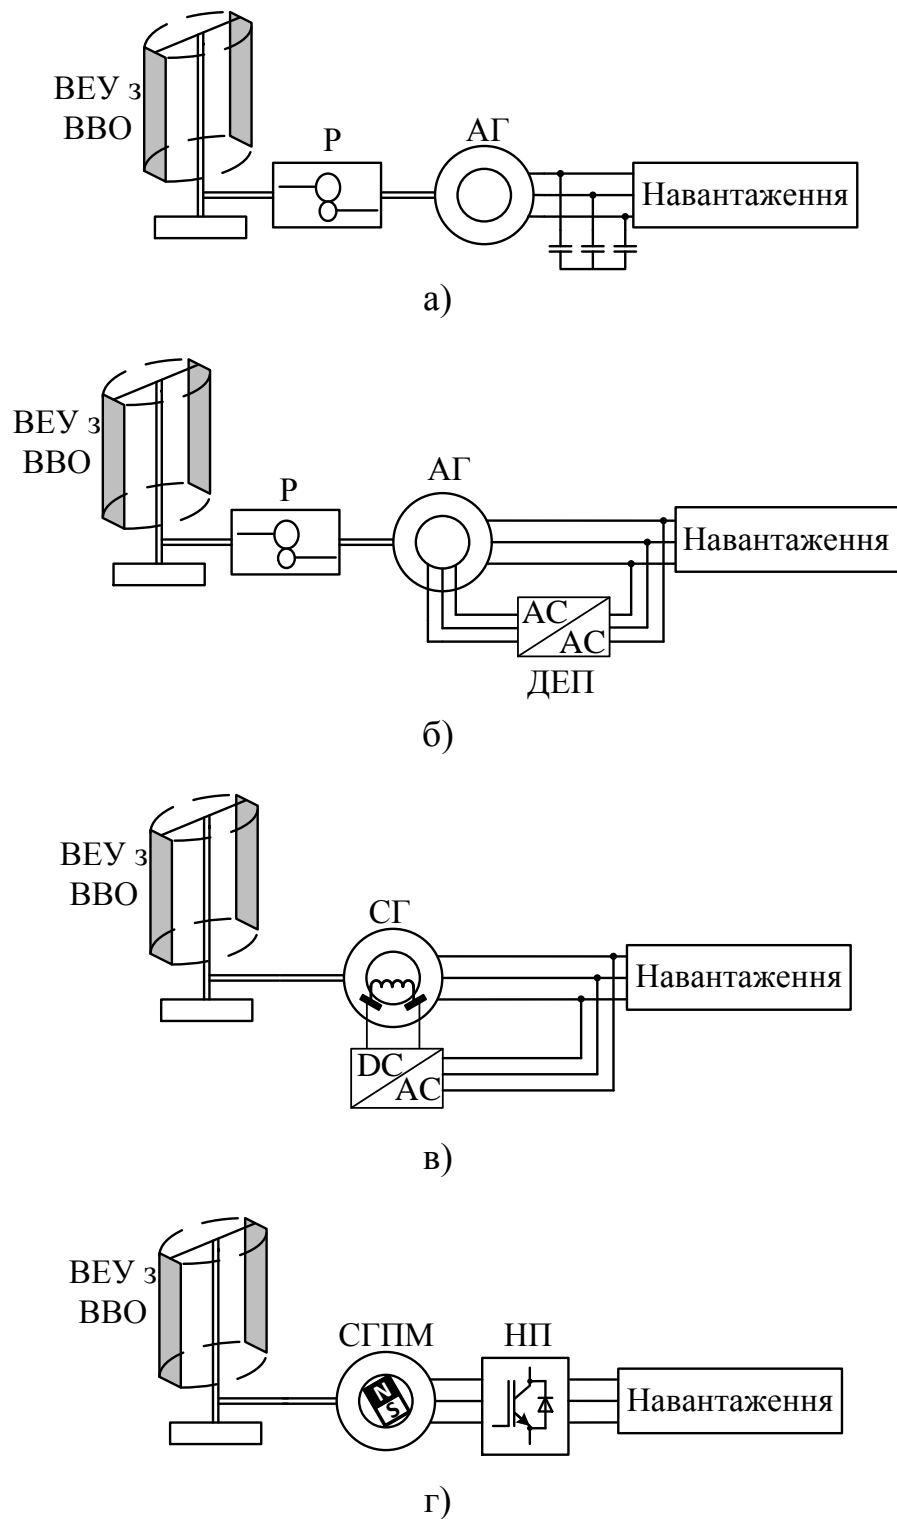 ВЕУ з
ВВО
Р
АГ
Навантаження
а)
ВЕУ з
ВВО
Р
АГ
Навантаження
AC
AC
ДЕП
б)
ВЕУ з
ВВО
СГ
Навантаження
DC
AC
в)
ВЕУ з
ВВО
СГПМ
НП
N
S
Навантаження
г)